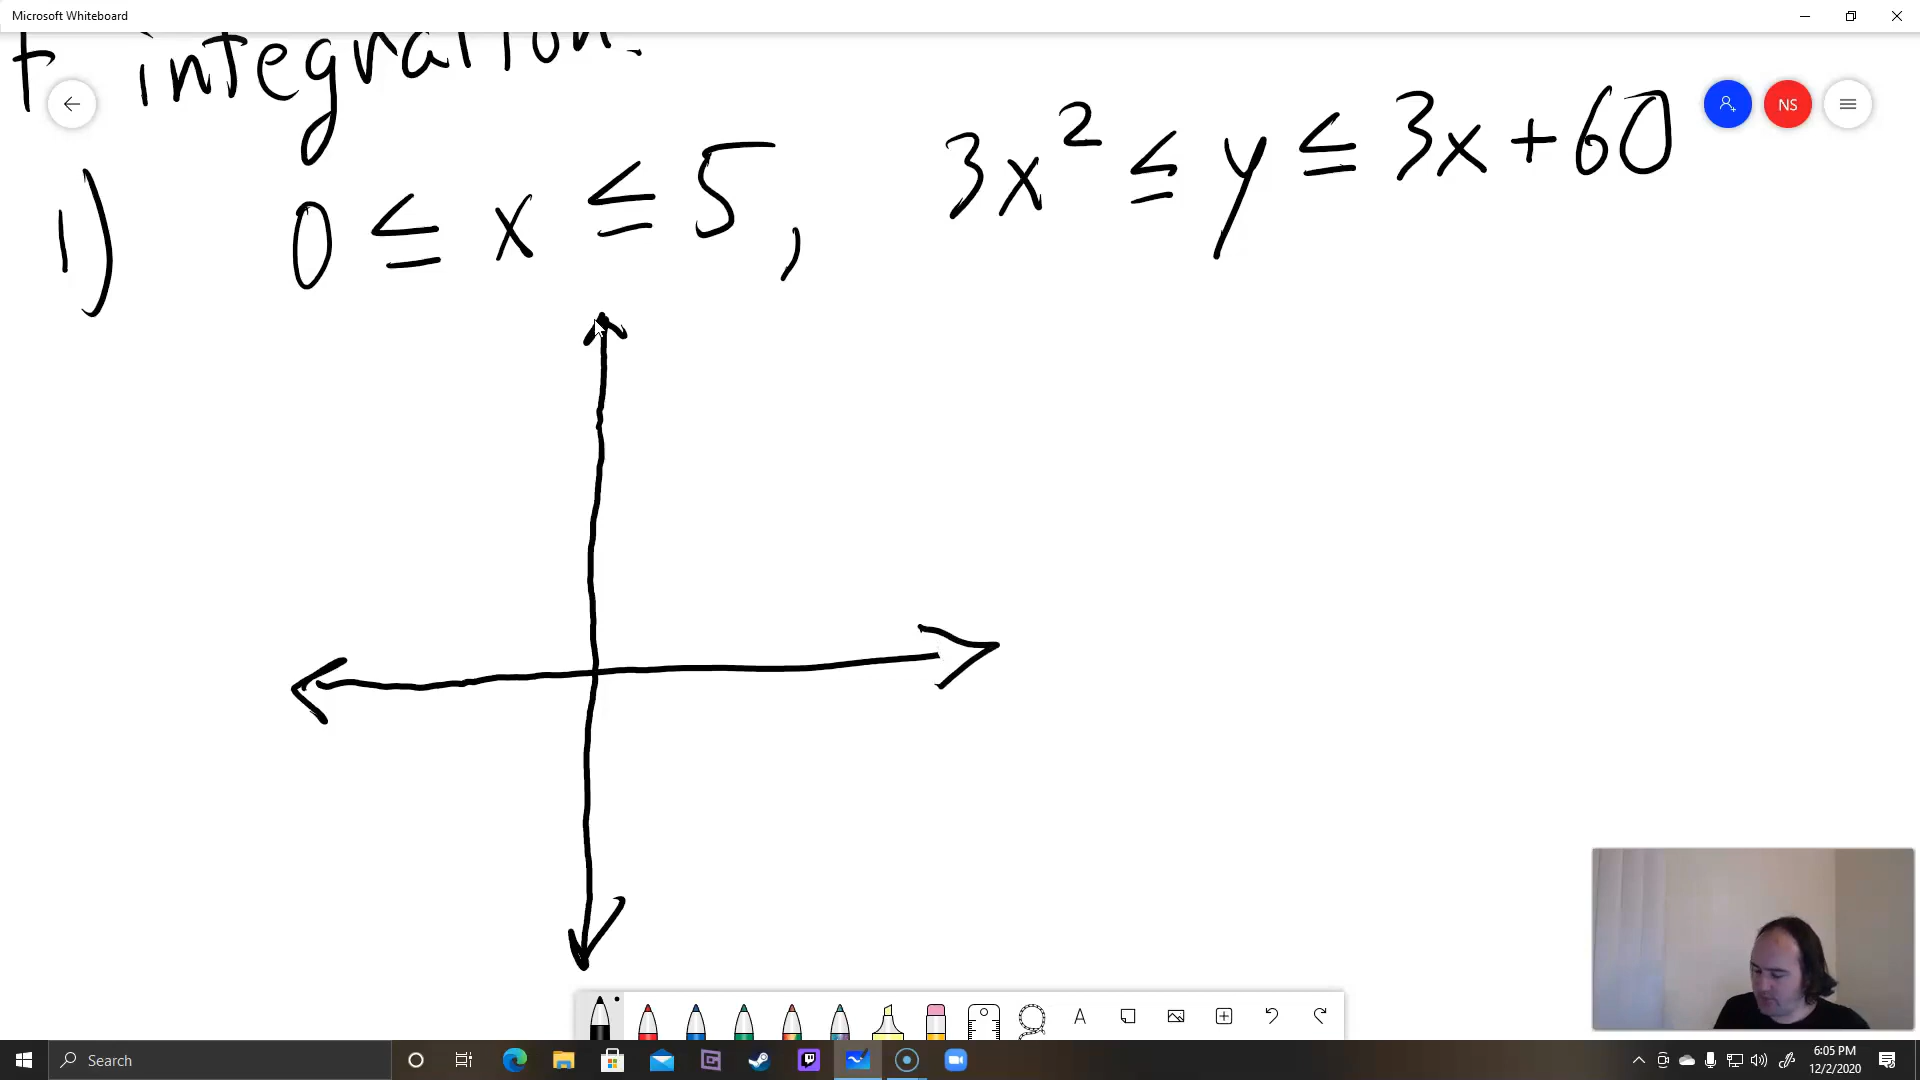 Microsoft Whiteboard
integration.
NS
1) 0 ≤ x ≤ 5, 3x² ≤ y ≤ 3x + 60
A
Search
6:05 PM
12/2/2020